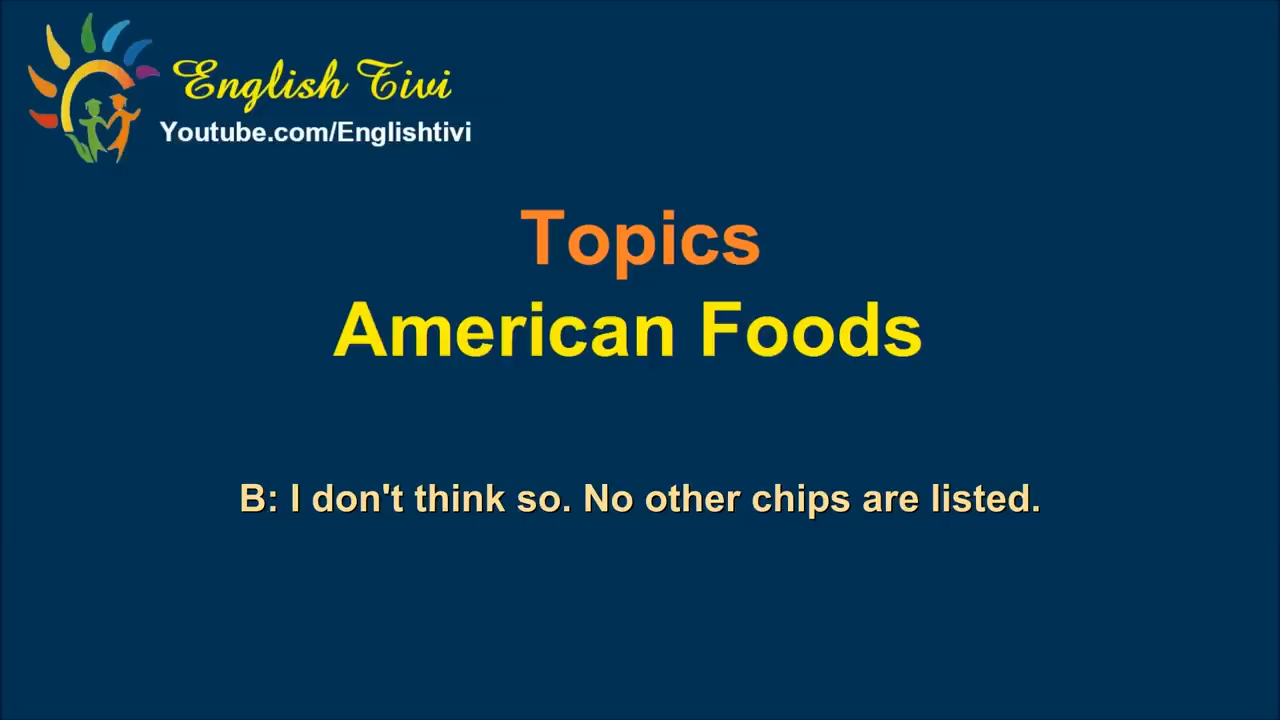 English Tivi
Youtube.com/Englishtivi
Topics
American Foods
B: I don't think so. No other chips are listed.